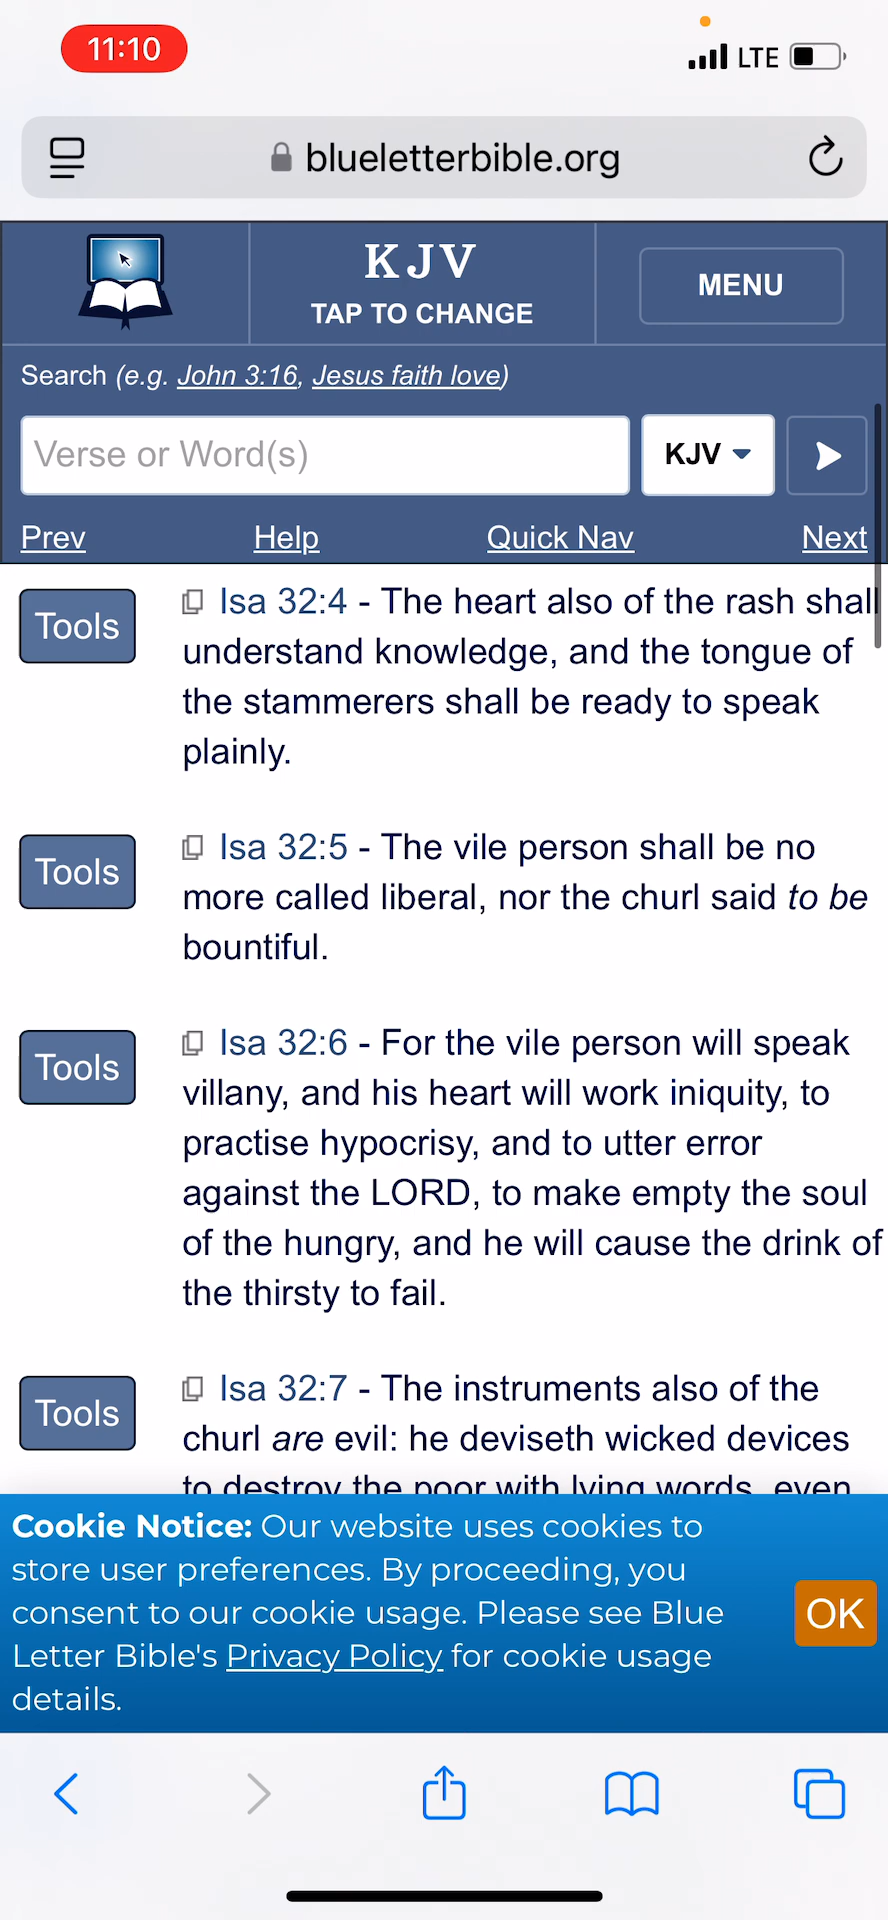 11:10
LTE
blueletterbible.org
KJV
TAP TO CHANGE
MENU
Search (e.g. John 3:16, Jesus faith love)
Verse or Word(s)
KJV
Prev
Help
Quick Nav
Next
Tools
Isa 32:4 - The heart also of the rash shall
understand knowledge, and the tongue of
the stammerers shall be ready to speak
plainly.
Tools
Isa 32:5 - The vile person shall be no
more called liberal, nor the churl said to be
bountiful.
Tools
Isa 32:6 - For the vile person will speak
villany, and his heart will work iniquity, to
practise hypocrisy, and to utter error
against the LORD, to make empty the soul
of the hungry, and he will cause the drink of
the thirsty to fail.
Tools
Isa 32:7 - The instruments also of the
churl are evil: he deviseth wicked devices
to destroy the poor with lying words, even
Cookie Notice: Our website uses cookies to
store user preferences. By proceeding, you
consent to our cookie usage. Please see Blue
Letter Bible's Privacy Policy for cookie usage
details.
OK